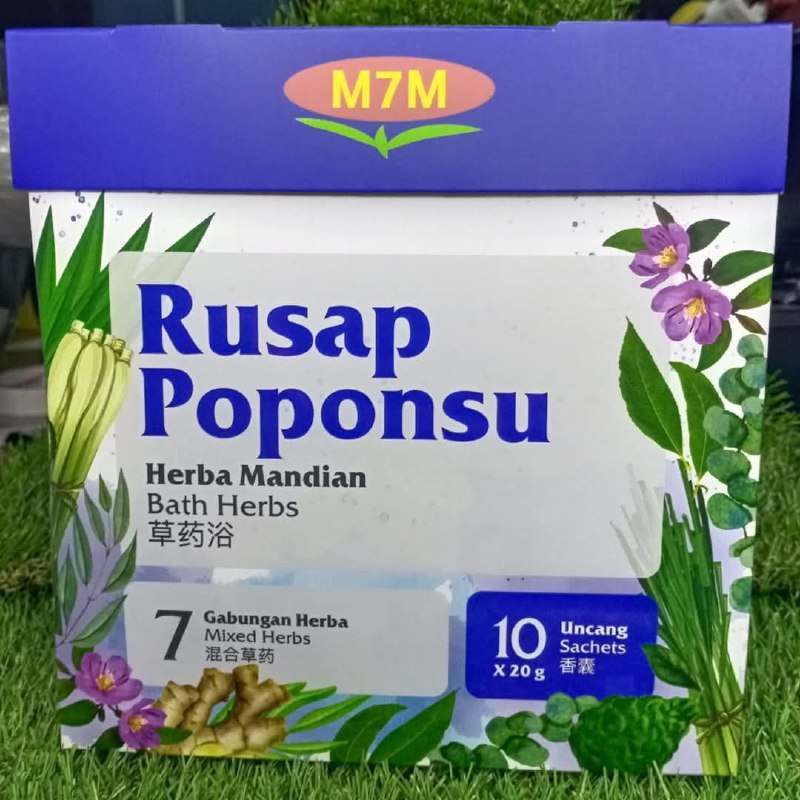 M7M
Rusap
Poponsu
Herba Mandian
Bath Herbs
草药浴
7
Gabungan Herba
Mixed Herbs
混合草药
10
X 20 g
Uncang
Sachets
香囊